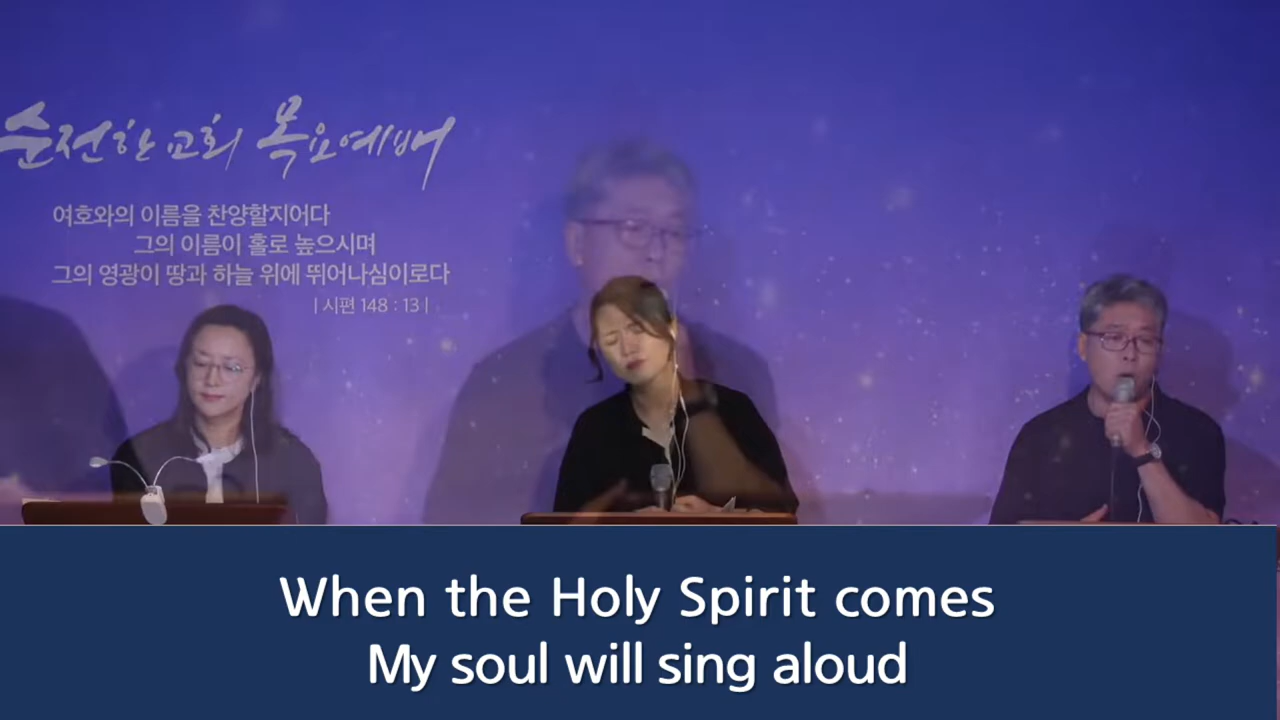 순전한 교회 목요예배
여호와의 이름을 찬양할지어다
그의 이름이 홀로 높으시며
그의 영광이 땅과 하늘 위에 뛰어나심이로다
| 시편 148 : 13 |
When the Holy Spirit comes
My soul will sing aloud